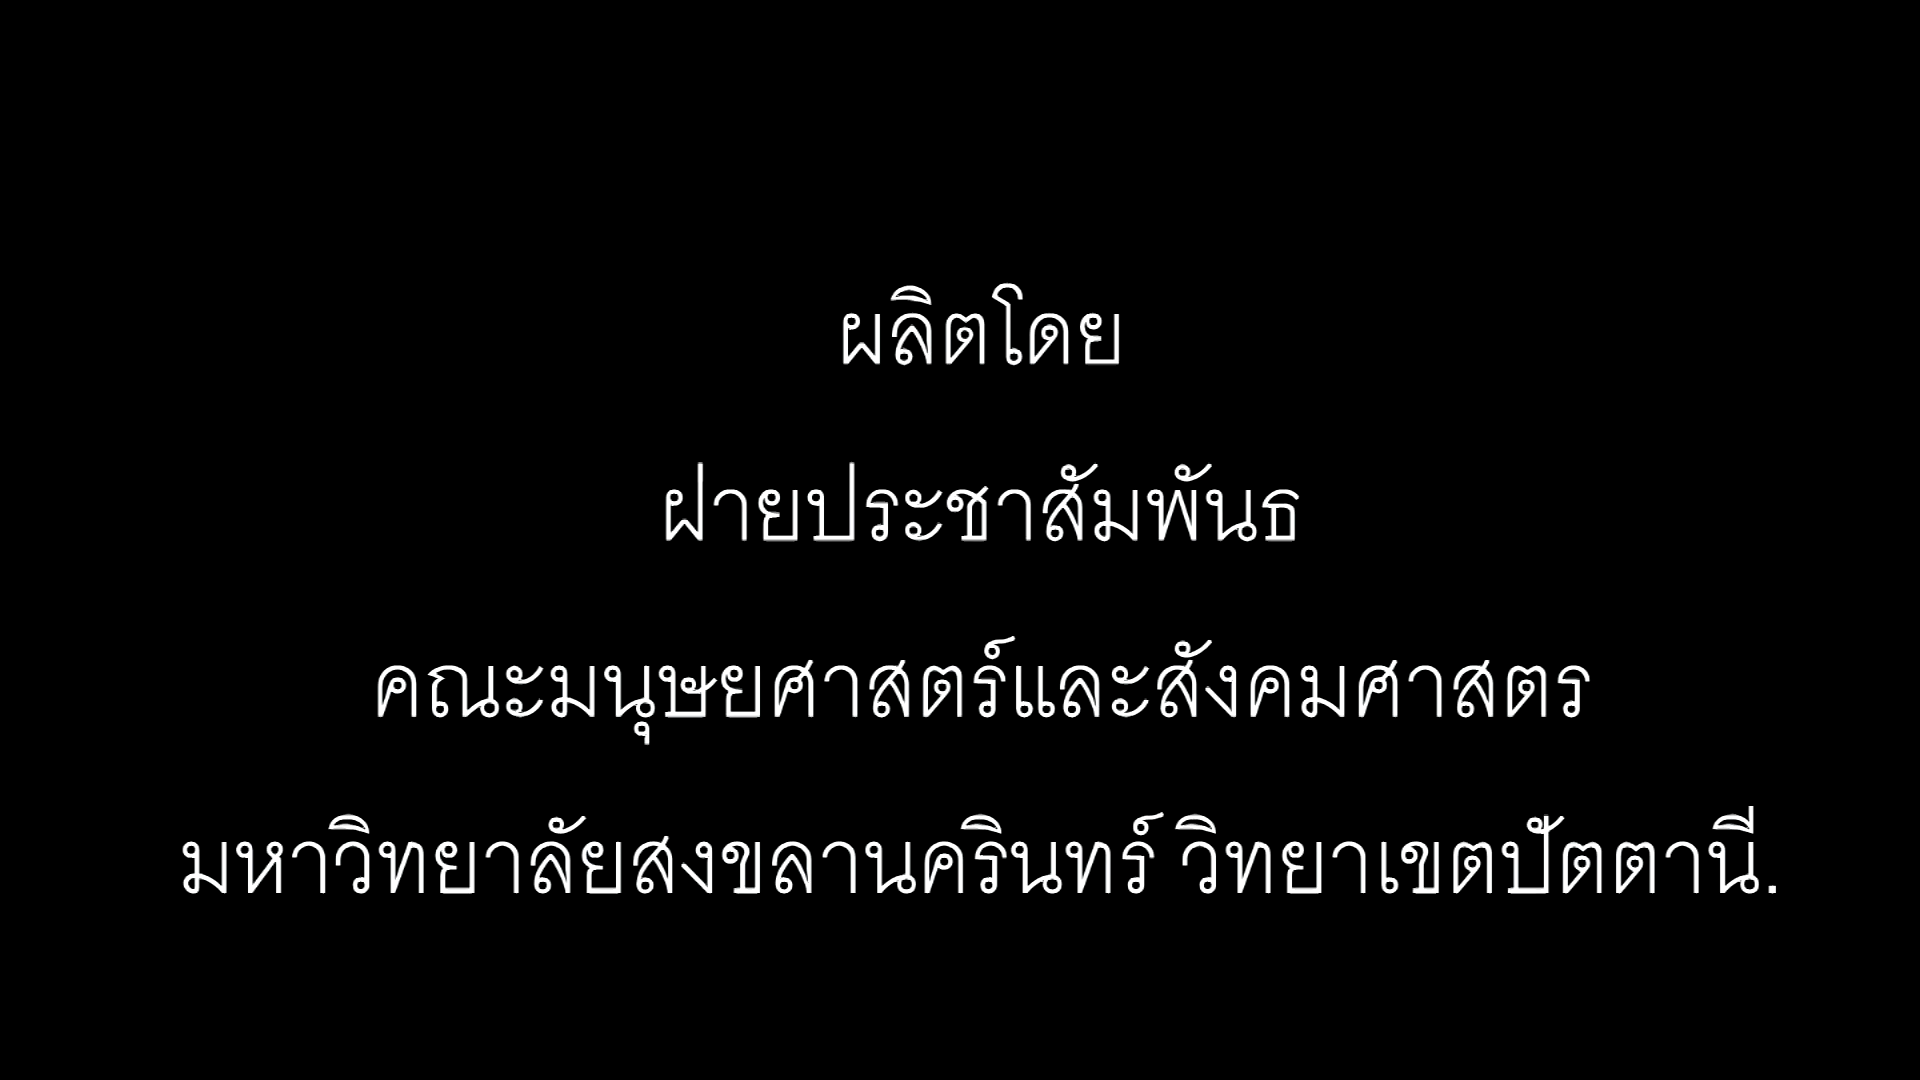 ผลิตโดย
ฝ่ายประชาสัมพันธ
คณะมนุษยศาสตร์และสังคมศาสตร
มหาวิทยาลัยสงขลานครินทร์ วิทยาเขตปัตตานี.